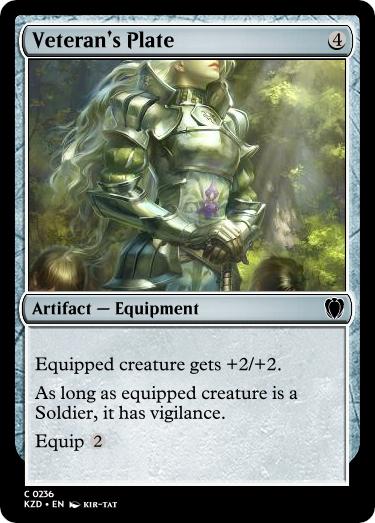 Veteran's Plate 4
Artifact — Equipment
Equipped creature gets +2/+2.
As long as equipped creature is a
Soldier, it has vigilance.
Equip 2
C 0236
KZD • EN KIR-TAT